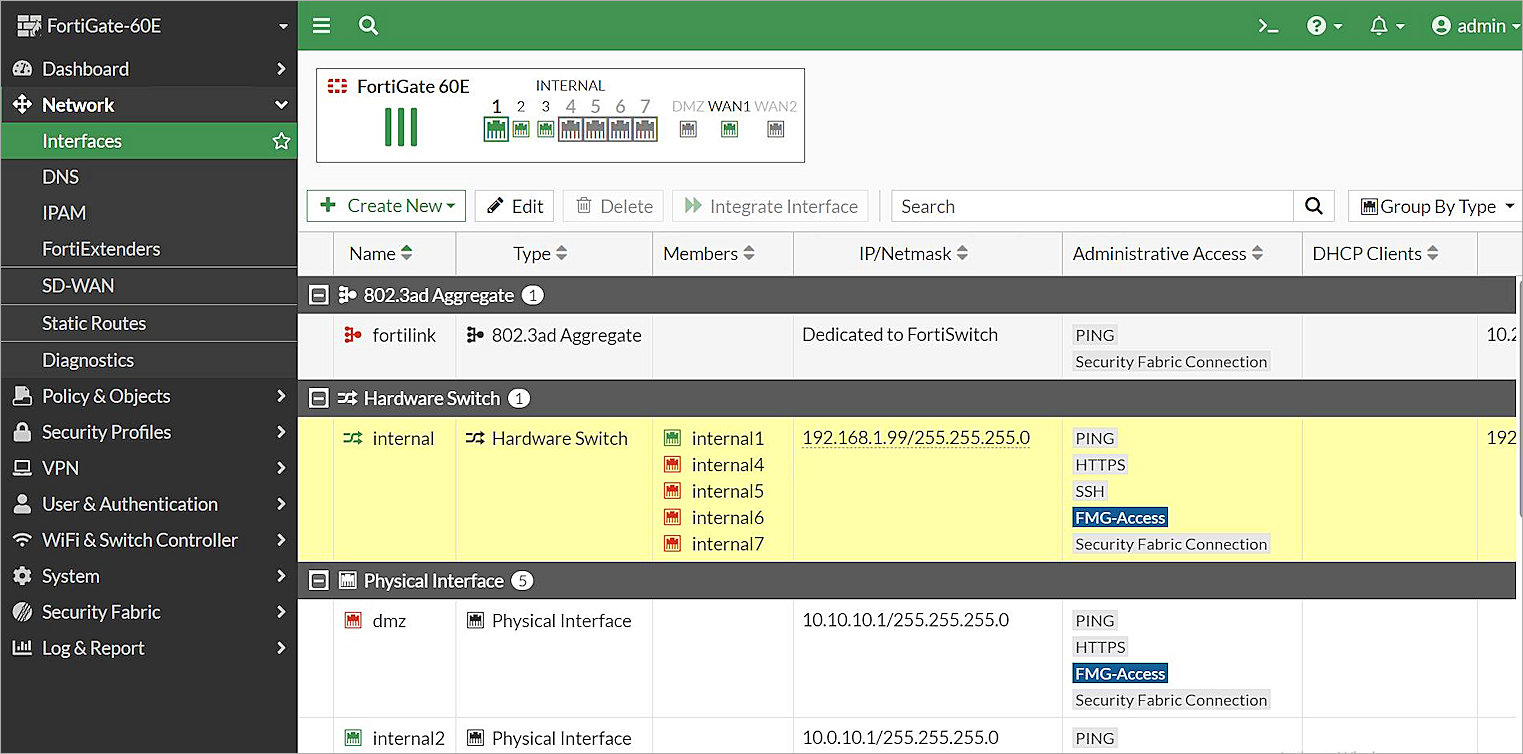 FortiGate-60E
admin
Dashboard
Network
Interfaces
DNS
IPAM
FortiExtenders
SD-WAN
Static Routes
Diagnostics
Policy & Objects
Security Profiles
VPN
User & Authentication
WiFi & Switch Controller
System
Security Fabric
Log & Report
FortiGate 60E
INTERNAL
1 2 3 4 5 6 7 DMZ WAN1 WAN2
Create New Edit Delete Integrate Interface Search Group By Type
Name Type Members IP/Netmask Administrative Access DHCP Clients
802.3ad Aggregate 1
fortilink 802.3ad Aggregate Dedicated to FortiSwitch PING 10.2
Security Fabric Connection
Hardware Switch 1
internal Hardware Switch internal1 192.168.1.99/255.255.255.0 PING 192
internal4 HTTPS
internal5 SSH
internal6 FMG-Access
internal7 Security Fabric Connection
Physical Interface 5
dmz Physical Interface 10.10.10.1/255.255.255.0 PING
HTTPS
FMG-Access
Security Fabric Connection
internal2 Physical Interface 10.0.10.1/255.255.255.0 PING